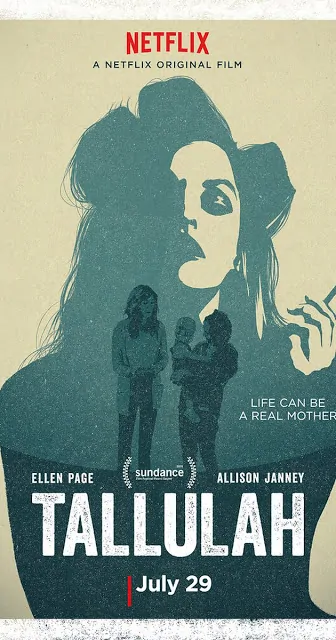 NETFLIX
A NETFLIX ORIGINAL FILM
LIFE CAN BE
A REAL MOTHER
ELLEN PAGE
sundance
ALLISON JANNEY
TALLULAH
July 29